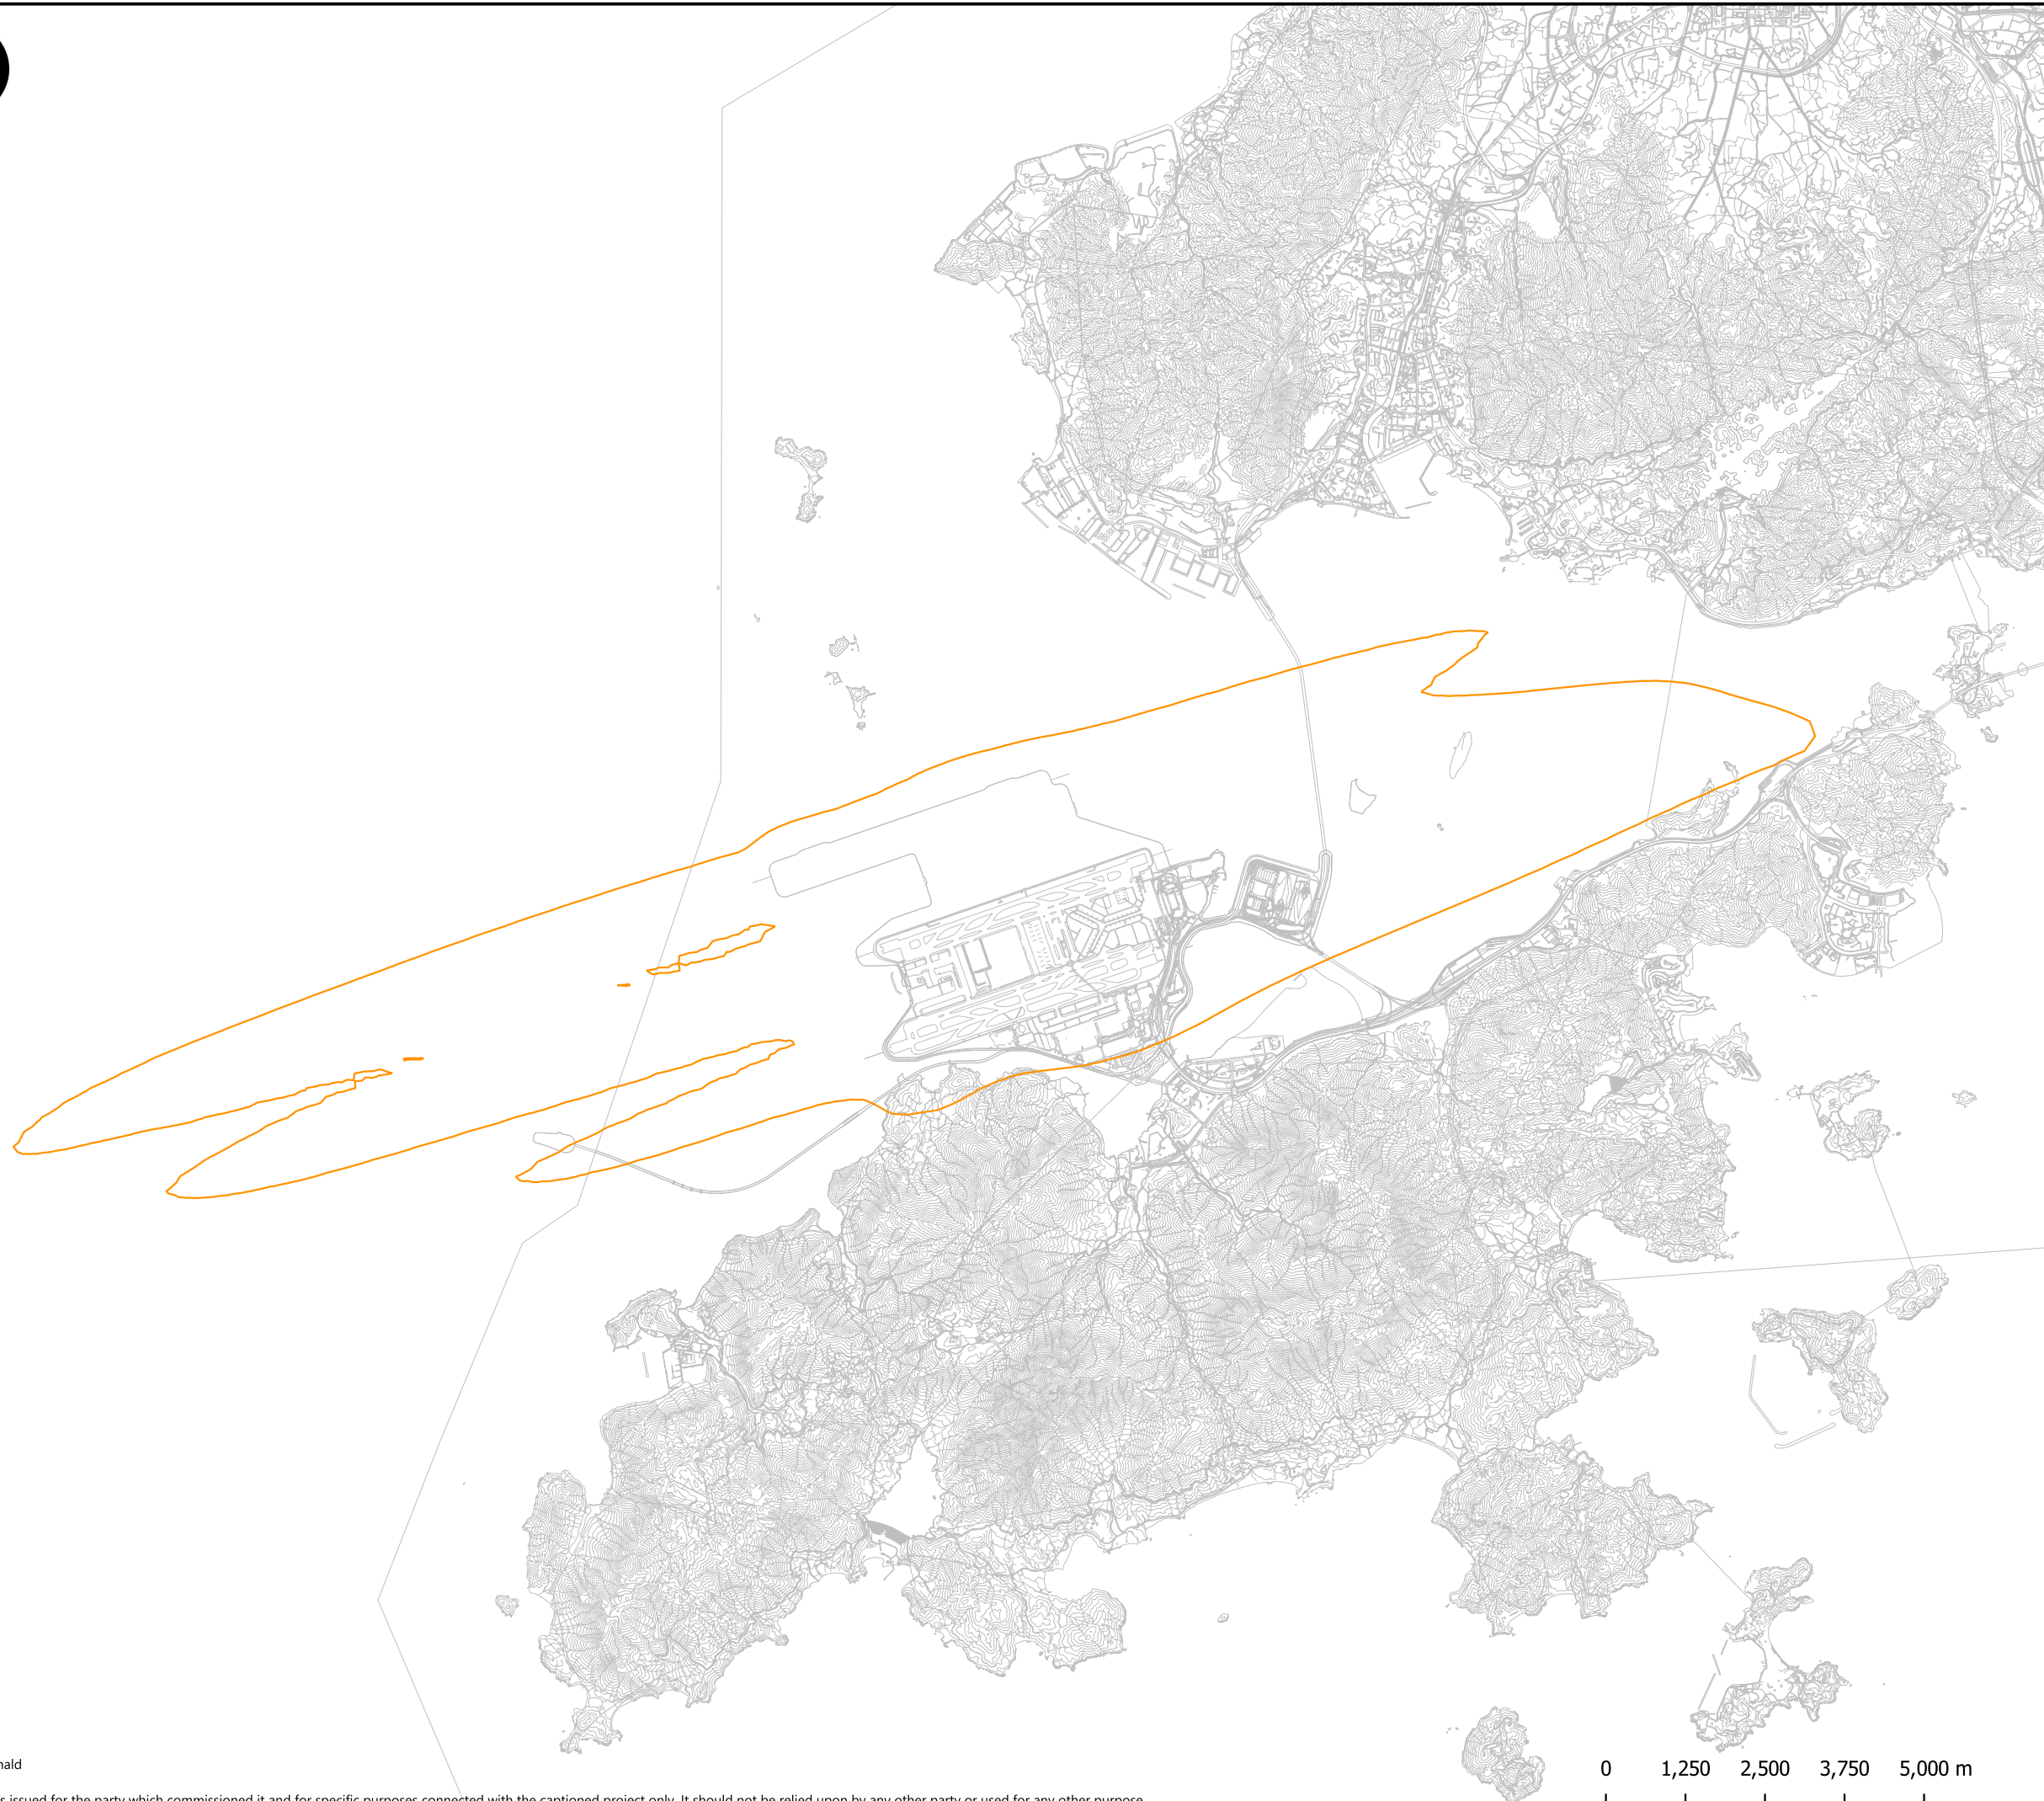 nald
0 1,250 2,500 3,750 5,000 m
s issued for the party which commissioned it and for specific purposes connected with the captioned project only. It should not be relied upon by any other party or used for any other purpose.